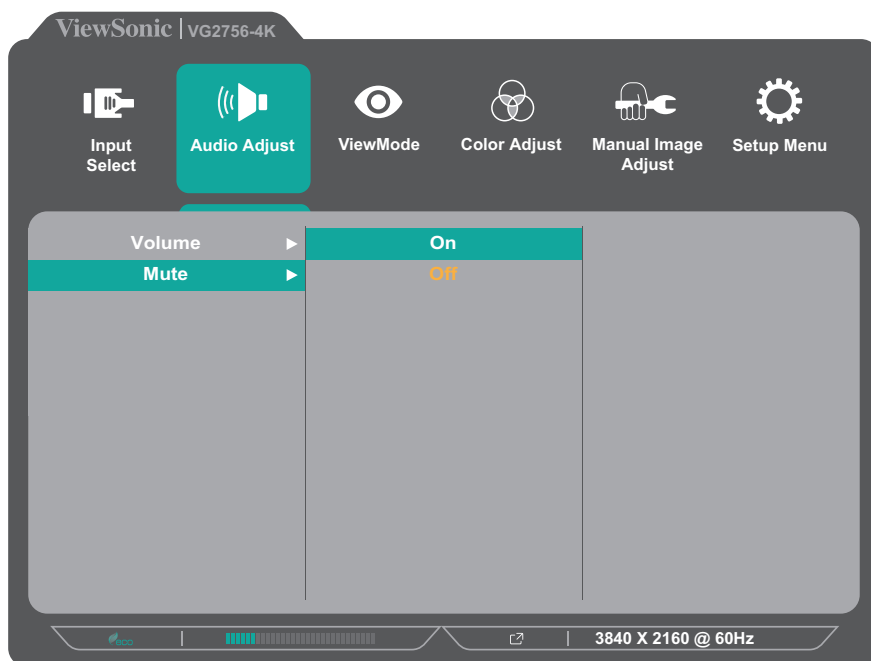 ViewSonic | VG2756-4K
Input Select
Audio Adjust
ViewMode
Color Adjust
Manual Image Adjust
Setup Menu
Volume
On
Mute
Off
eco
3840 X 2160 @ 60Hz